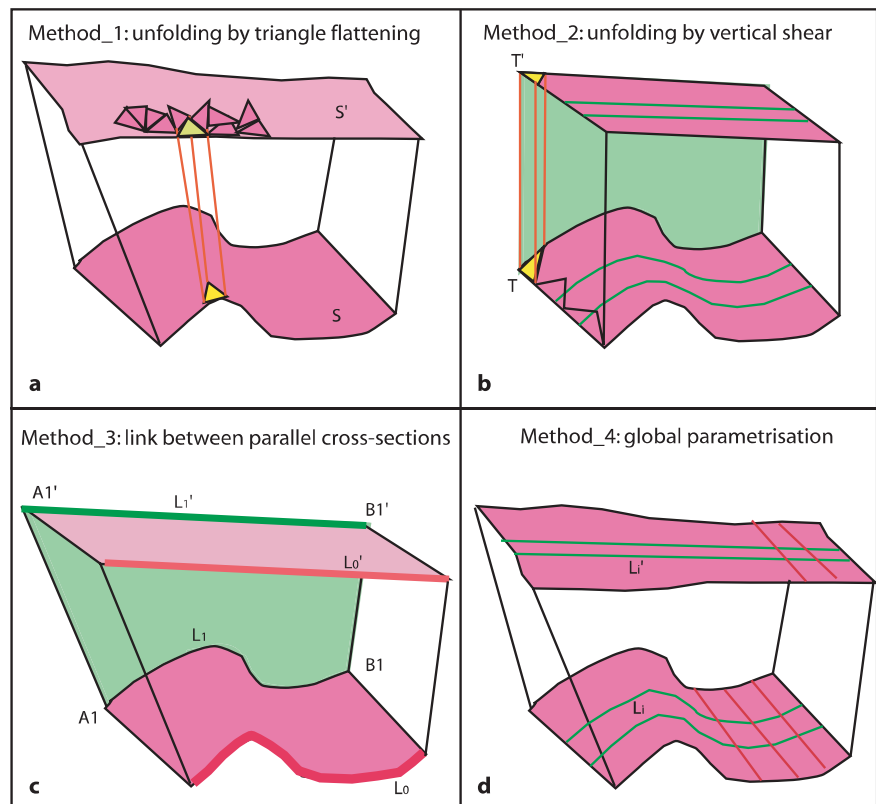 Method_1: unfolding by triangle flattening
S'
S
a
Method_2: unfolding by vertical shear
T'
T
b
Method_3: link between parallel cross-sections
A1'
L1'
B1'
L0'
L1
B1
A1
L0
c
Method_4: global parametrisation
Li'
Li
d